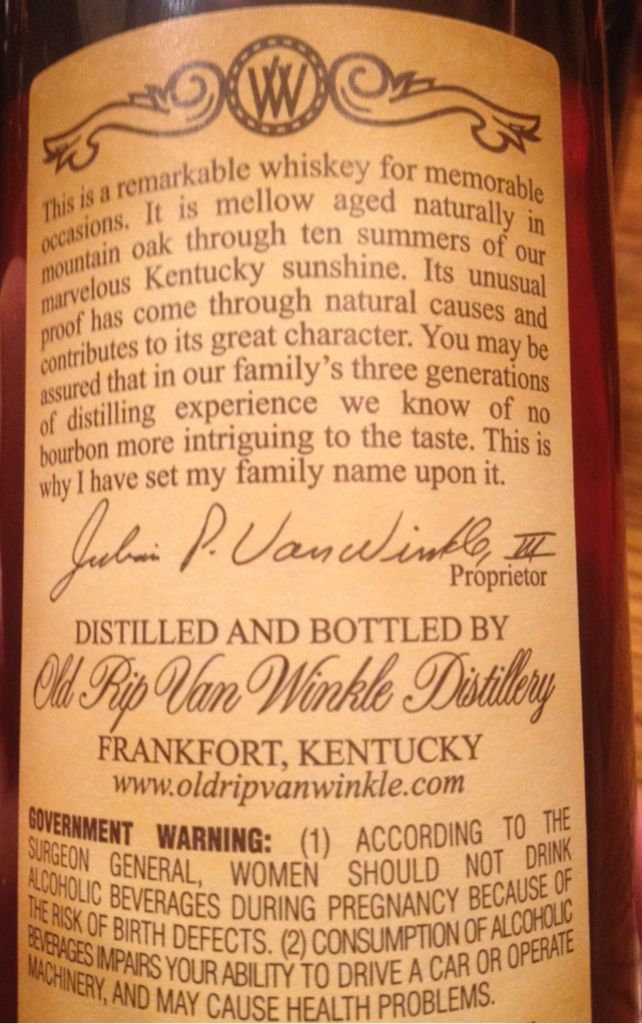 W
This is a remarkable whiskey for memorable
occasions. It is mellow aged naturally in
mountain oak through ten summers of our
marvelous Kentucky sunshine. Its unusual
proof has come through natural causes and
contributes to its great character. You may be
assured that in our family's three generations
of distilling experience we know of no
bourbon more intriguing to the taste. This is
why I have set my family name upon it.
Julian P. Van Winkle, III
Proprietor
DISTILLED AND BOTTLED BY
Old Rip Van Winkle Distillery
FRANKFORT, KENTUCKY
www.oldripvanwinkle.com
GOVERNMENT WARNING: (1) ACCORDING TO THE
SURGEON GENERAL, WOMEN SHOULD NOT DRINK
ALCOHOLIC BEVERAGES DURING PREGNANCY BECAUSE OF
THE RISK OF BIRTH DEFECTS. (2) CONSUMPTION OF ALCOHOLIC
BEVERAGES IMPAIRS YOUR ABILITY TO DRIVE A CAR OR OPERATE
MACHINERY, AND MAY CAUSE HEALTH PROBLEMS.